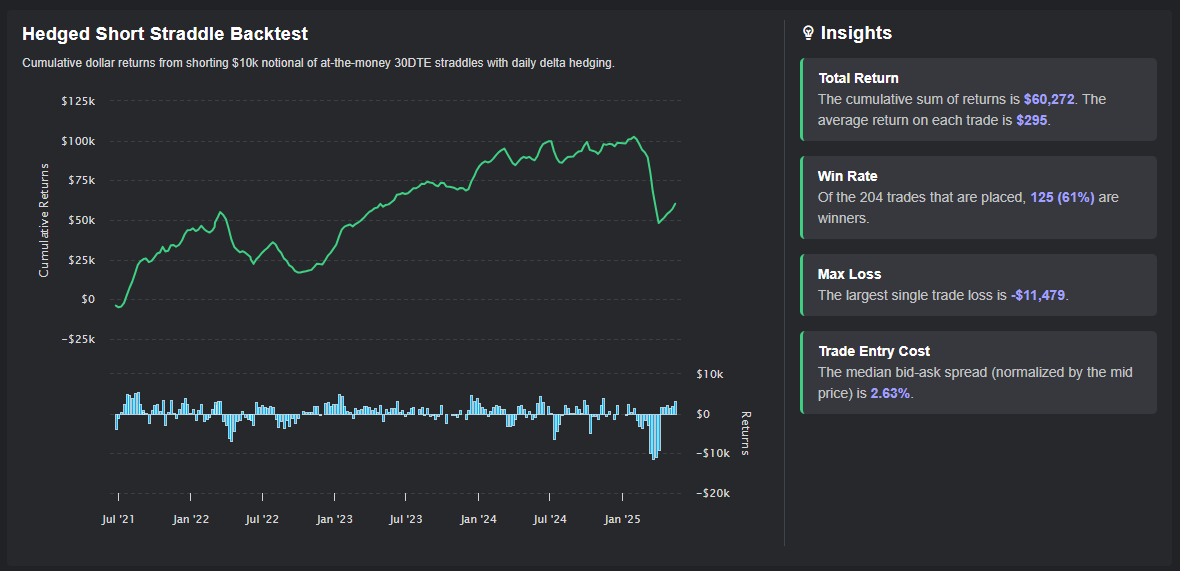 Hedged Short Straddle Backtest
Cumulative dollar returns from shorting $10k notional of at-the-money 30DTE straddles with daily delta hedging.
$125k
$100k
$75k
$50k
$25k
$0
−$25k
Cumulative Returns
$10k
$0
−$10k
−$20k
Returns
Jul '21
Jan '22
Jul '22
Jan '23
Jul '23
Jan '24
Jul '24
Jan '25
Insights
Total Return
The cumulative sum of returns is $60,272. The
average return on each trade is $295.
Win Rate
Of the 204 trades that are placed, 125 (61%) are
winners.
Max Loss
The largest single trade loss is -$11,479.
Trade Entry Cost
The median bid-ask spread (normalized by the mid
price) is 2.63%.